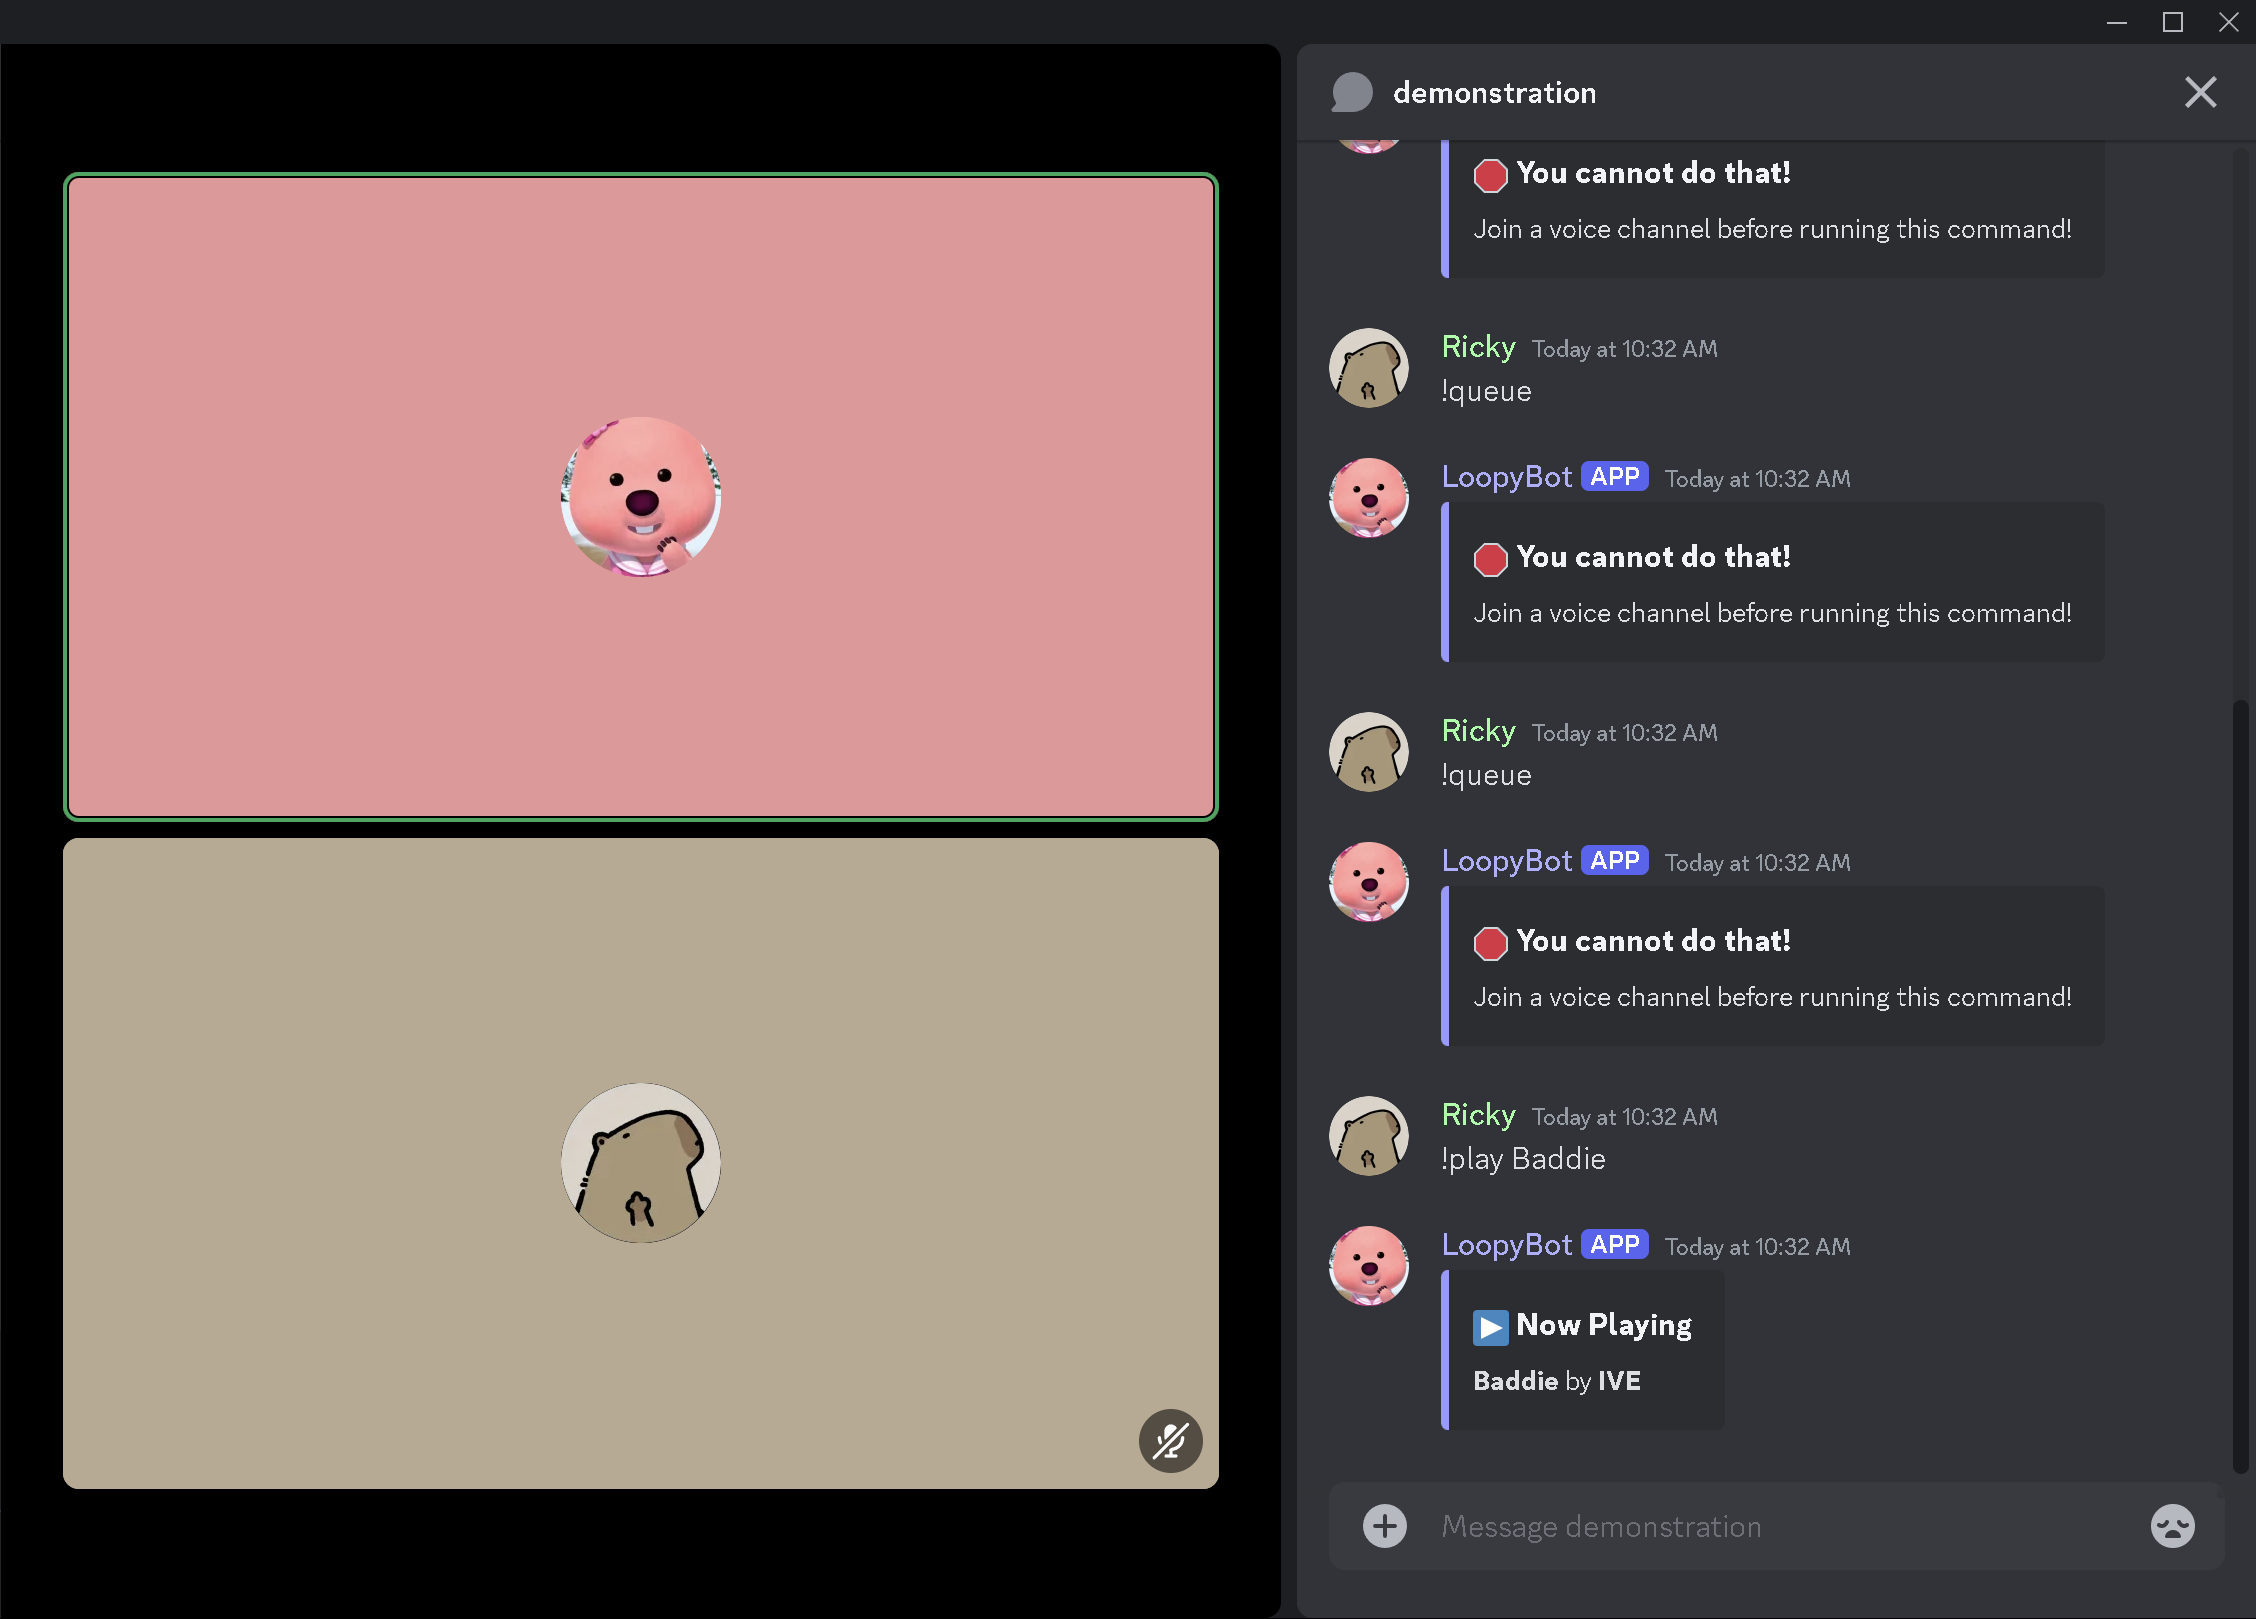 demonstration
You cannot do that!
Join a voice channel before running this command!
Ricky Today at 10:32 AM
!queue
LoopyBot APP Today at 10:32 AM
You cannot do that!
Join a voice channel before running this command!
Ricky Today at 10:32 AM
!queue
LoopyBot APP Today at 10:32 AM
You cannot do that!
Join a voice channel before running this command!
Ricky Today at 10:32 AM
!play Baddie
LoopyBot APP Today at 10:32 AM
Now Playing
Baddie by IVE
Message demonstration